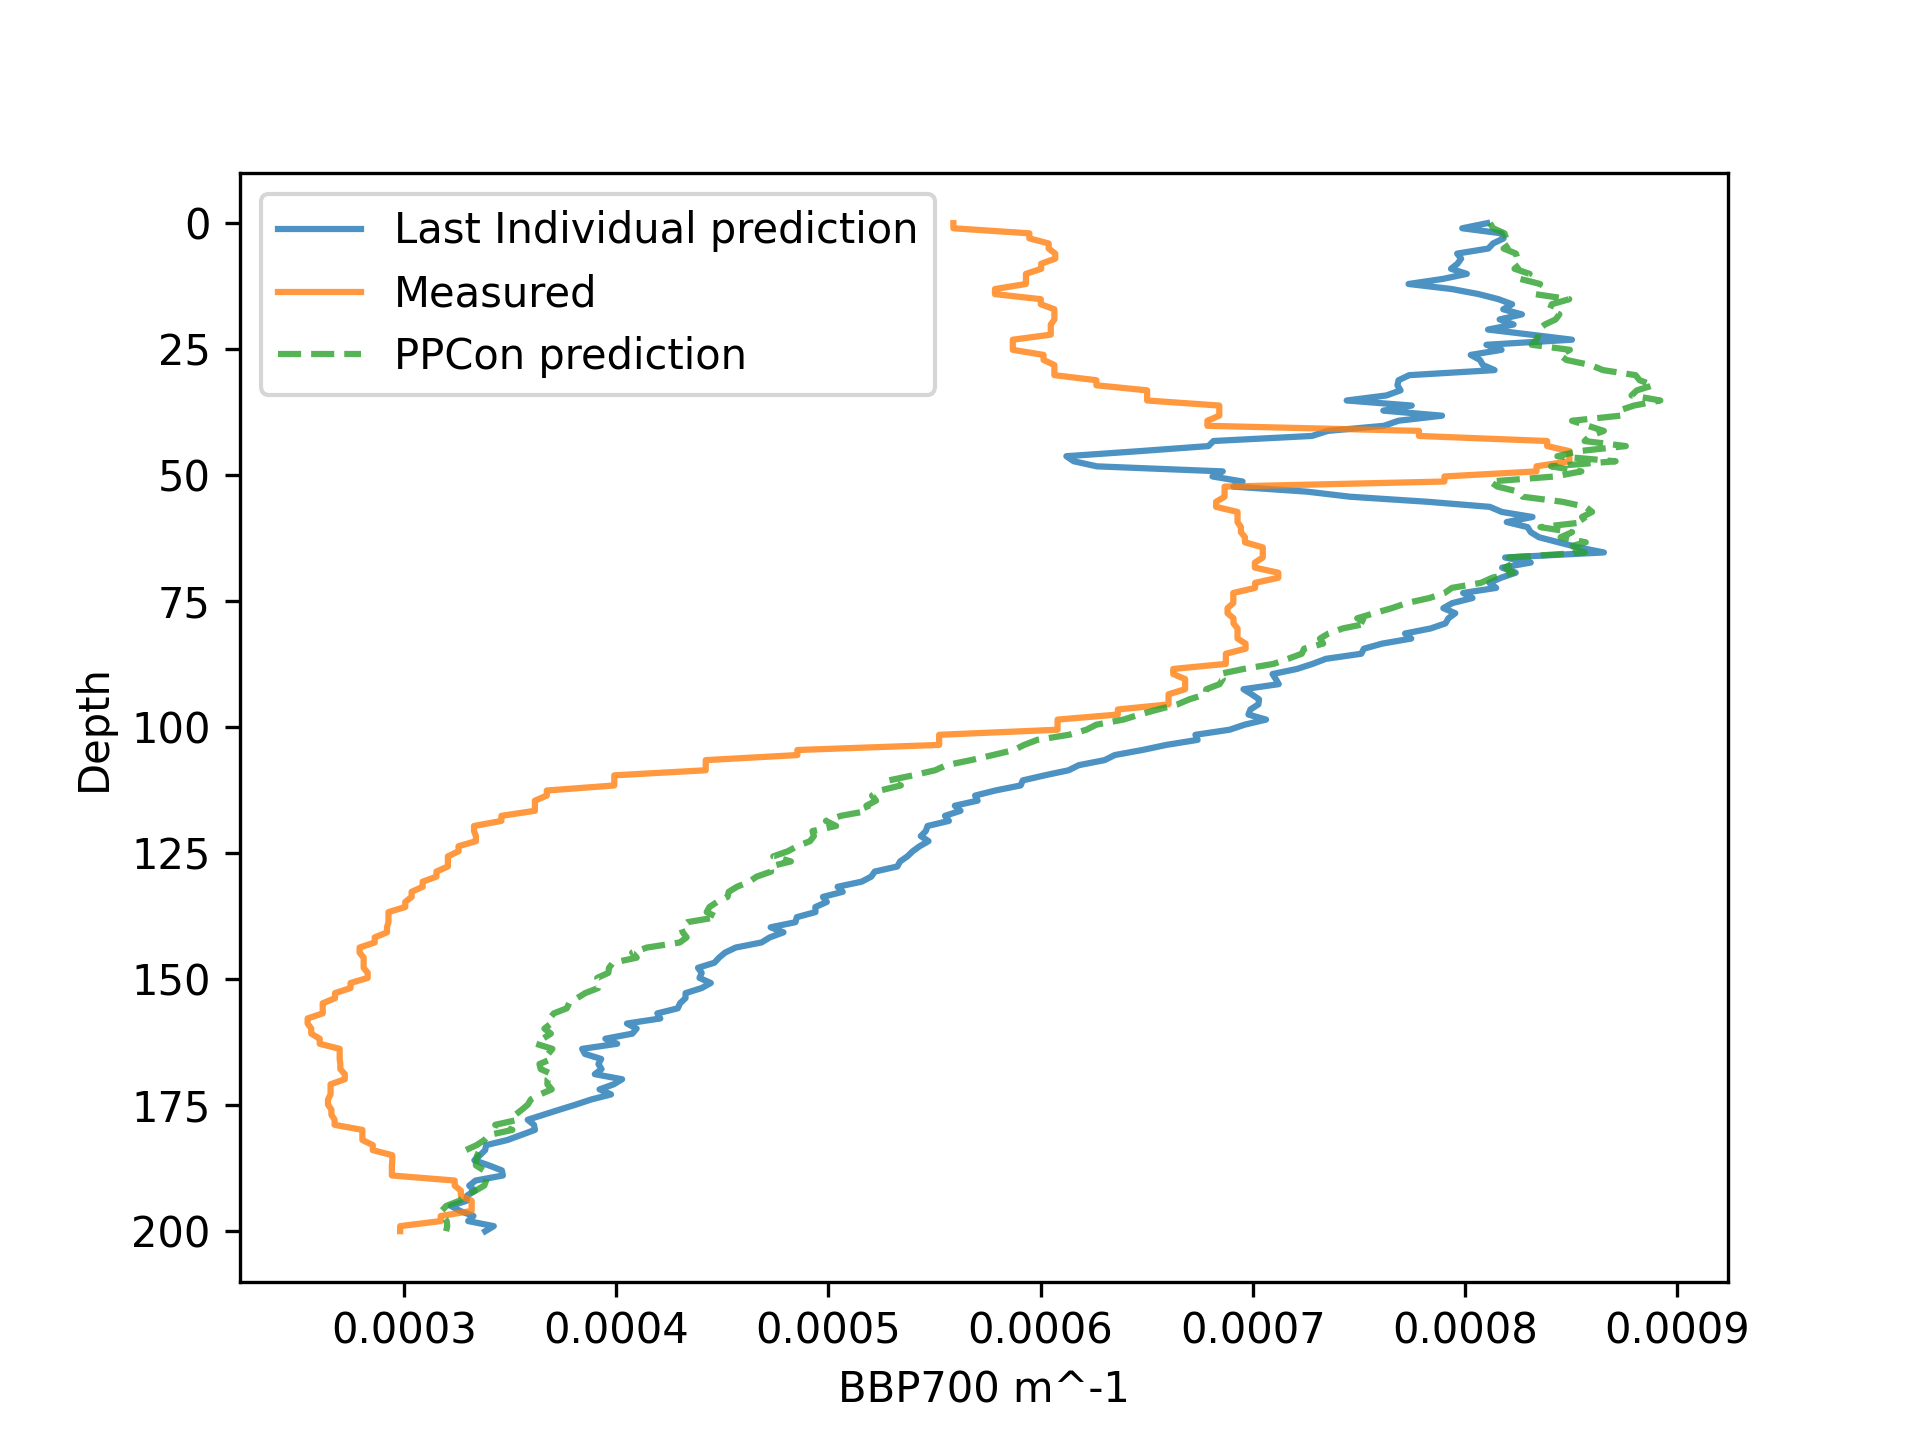 Last Individual prediction
Measured
PPCon prediction
0
25
50
75
100
125
150
175
200
Depth
0.0003 0.0004 0.0005 0.0006 0.0007 0.0008 0.0009
BBP700 m^-1